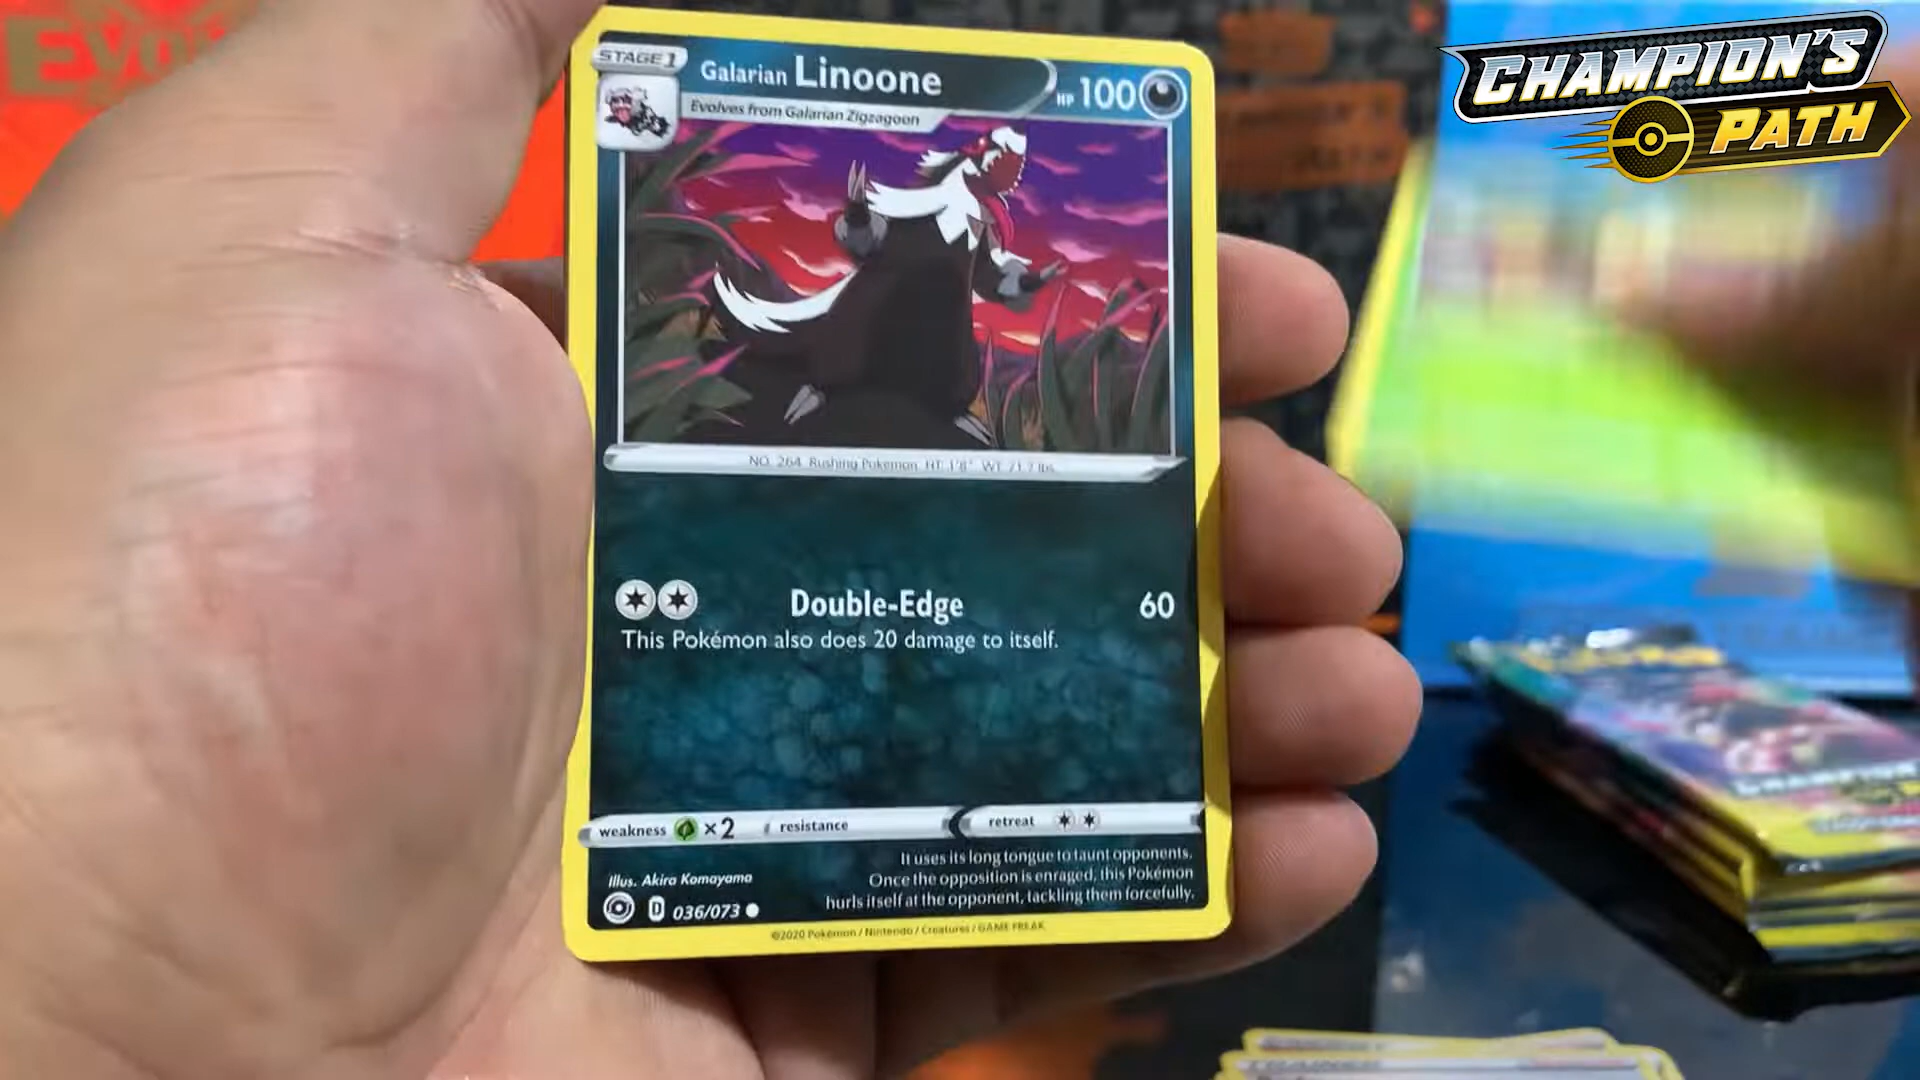 STAGE 1
Galarian Linoone
HP 100
Evolves from Galarian Zigzagoon
NO. 264 Rushing Pokémon HT: 1'8" WT: 71.7 lbs.
Double-Edge 60
This Pokémon also does 20 damage to itself.
weakness ×2 resistance retreat
It uses its long tongue to taunt opponents.
Once the opposition is enraged, this Pokémon
hurls itself at the opponent, tackling them forcefully.
Illus. Akira Komayama
D 036/073
©2020 Pokémon / Nintendo / Creatures / GAME FREAK
CHAMPION'S
PATH